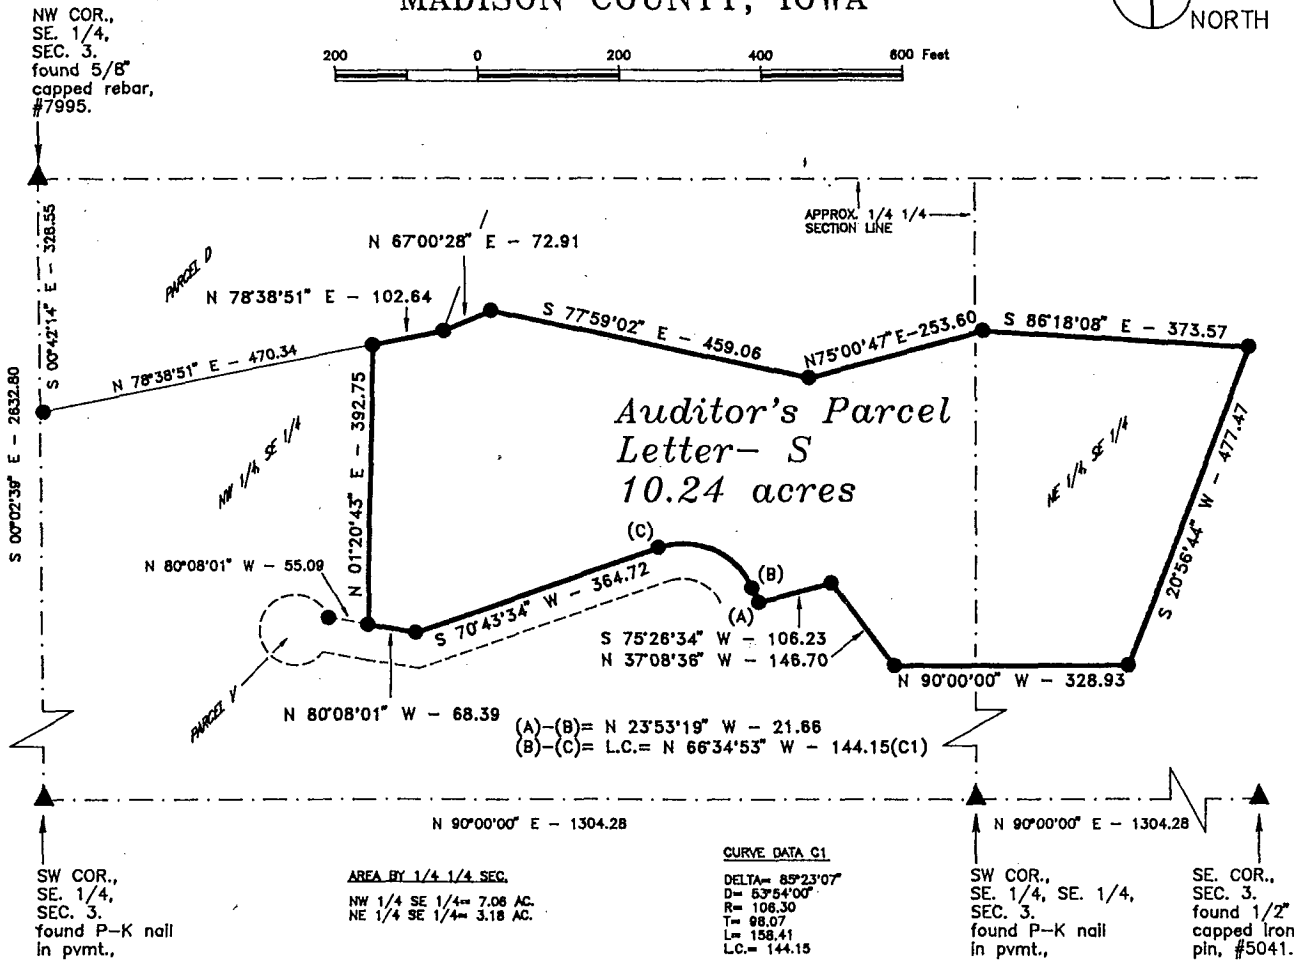 MADISON COUNTY, IOWA
NORTH
NW COR.,
SE. 1/4,
SEC. 3.
found 5/8"
capped rebar,
#7995.
200 0 200 400 600 Feet
APPROX. 1/4 1/4
SECTION LINE
S 00°42'14" E - 328.55
S 00°02'39" E - 2632.80
PARCEL D
N 67°00'28" E - 72.91
N 78°38'51" E - 102.64
N 78°38'51" E - 470.34
S 77°59'02" E - 459.06
N75°00'47"E-253.60
S 86°18'08" E - 373.57
N 01°20'43" E - 392.75
Auditor's Parcel
Letter- S
10.24 acres
NW 1/4, SE 1/4
NE 1/4, SE 1/4
S 20°56'44" W - 477.47
(C)
(B)
(A)
N 80°08'01" W - 55.09
S 70°43'34" W - 364.72
S 75°26'34" W - 106.23
N 37°08'36" W - 146.70
N 90°00'00" W - 328.93
PARCEL V
N 80°08'01" W - 68.39
(A)-(B)= N 23°53'19" W - 21.66
(B)-(C)= L.C.= N 66°34'53" W - 144.15(C1)
N 90°00'00" E - 1304.28
N 90°00'00" E - 1304.28
SW COR.,
SE. 1/4,
SEC. 3.
found P-K nail
in pvmt.,
AREA BY 1/4 1/4 SEC.
NW 1/4 SE 1/4= 7.06 AC.
NE 1/4 SE 1/4= 3.18 AC.
CURVE DATA C1
DELTA= 85°23'07"
D= 53°54'00"
R= 106.30
T= 98.07
L= 158.41
L.C.= 144.15
SW COR.,
SE. 1/4, SE. 1/4,
SEC. 3.
found P-K nail
in pvmt.,
SE. COR.,
SEC. 3.
found 1/2"
capped iron
pin, #5041.